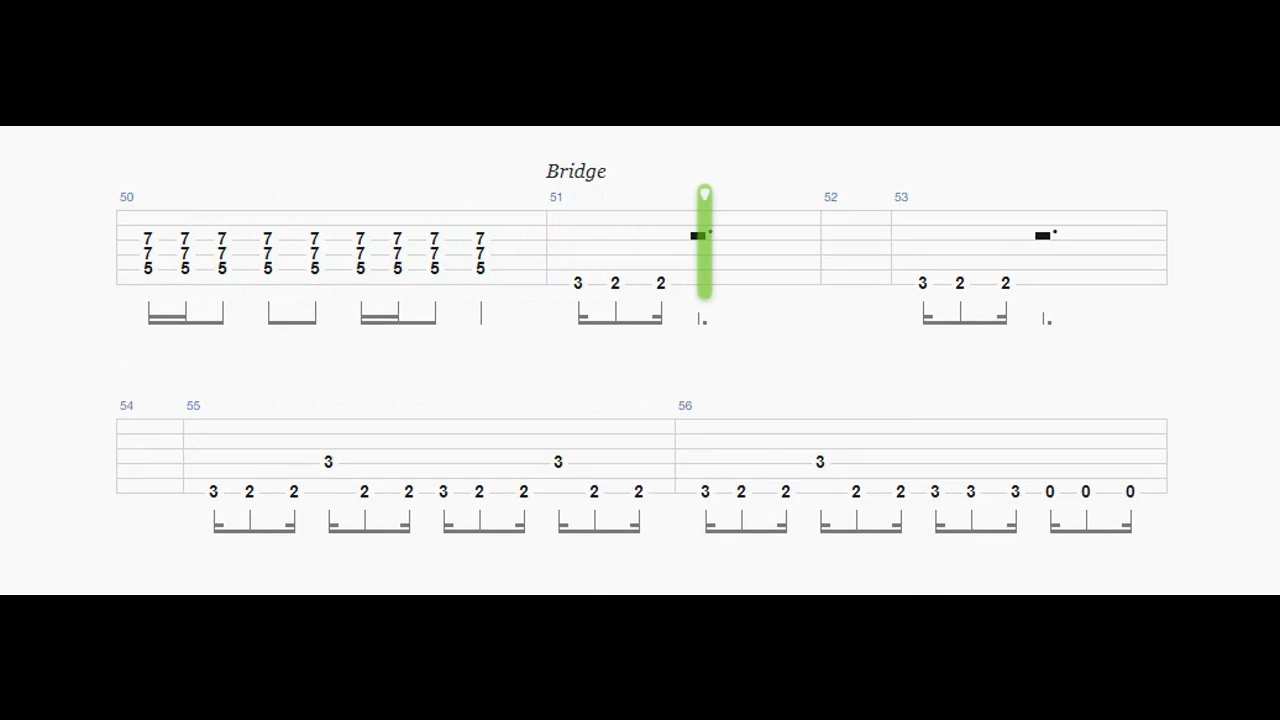 Bridge
50 51 52 53
7 7 7 7 7 7 7 7 7
7 7 7 7 7 7 7 7 7
5 5 5 5 5 5 5 5 5
3 2 2 3 2 2
54 55 56
3 3 3
3 2 2 2 2 3 2 2 2 2 3 2 2 2 2 3 3 3 0 0 0